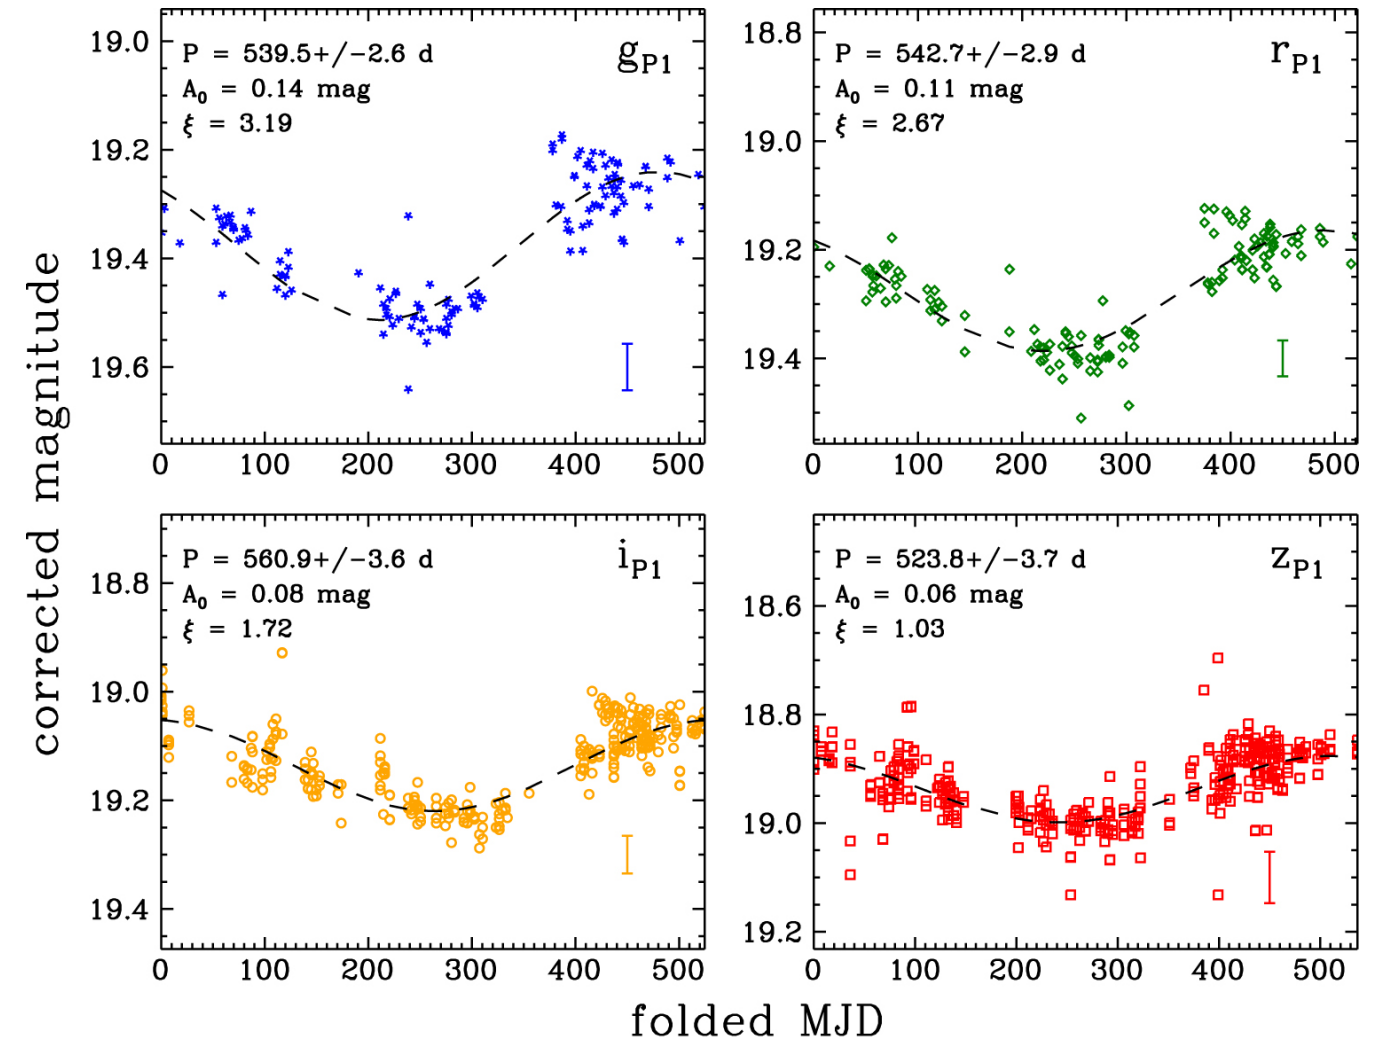 corrected magnitude
P = 539.5+/-2.6 d
A0 = 0.14 mag
ξ = 3.19
gP1
19.0
19.2
19.4
19.6
0 100 200 300 400 500
P = 542.7+/-2.9 d
A0 = 0.11 mag
ξ = 2.67
rP1
18.8
19.0
19.2
19.4
0 100 200 300 400 500
P = 560.9+/-3.6 d
A0 = 0.08 mag
ξ = 1.72
iP1
18.8
19.0
19.2
19.4
0 100 200 300 400 500
P = 523.8+/-3.7 d
A0 = 0.06 mag
ξ = 1.03
zP1
18.6
18.8
19.0
19.2
0 100 200 300 400 500
folded MJD